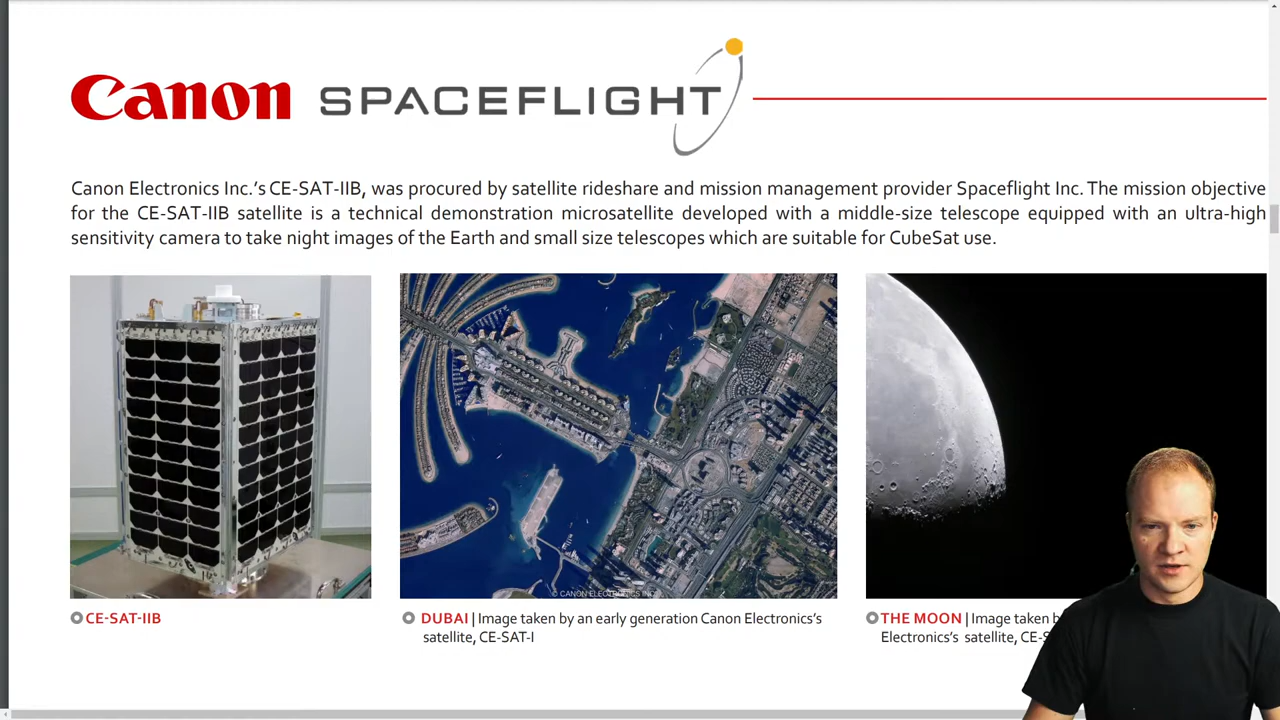 Canon SPACEFLIGHT
Canon Electronics Inc.'s CE-SAT-IIB, was procured by satellite rideshare and mission management provider Spaceflight Inc. The mission objective
for the CE-SAT-IIB satellite is a technical demonstration microsatellite developed with a middle-size telescope equipped with an ultra-high
sensitivity camera to take night images of the Earth and small size telescopes which are suitable for CubeSat use.
© CANON ELECTRONICS INC.
CE-SAT-IIB
DUBAI | Image taken by an early generation Canon Electronics's
satellite, CE-SAT-I
THE MOON | Image taken
Electronics's satellite,